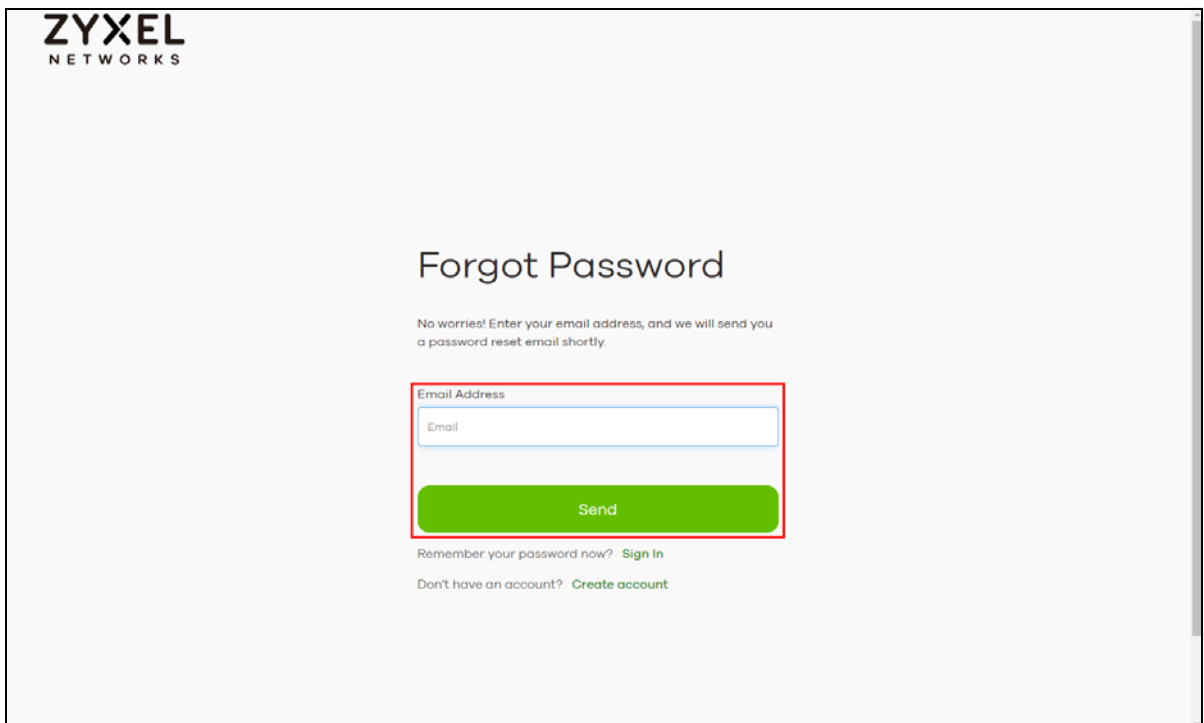 ZYXEL
NETWORKS
Forgot Password
No worries! Enter your email address, and we will send you
a password reset email shortly.
Email Address
Email
Send
Remember your password now? Sign In
Don't have an account? Create account